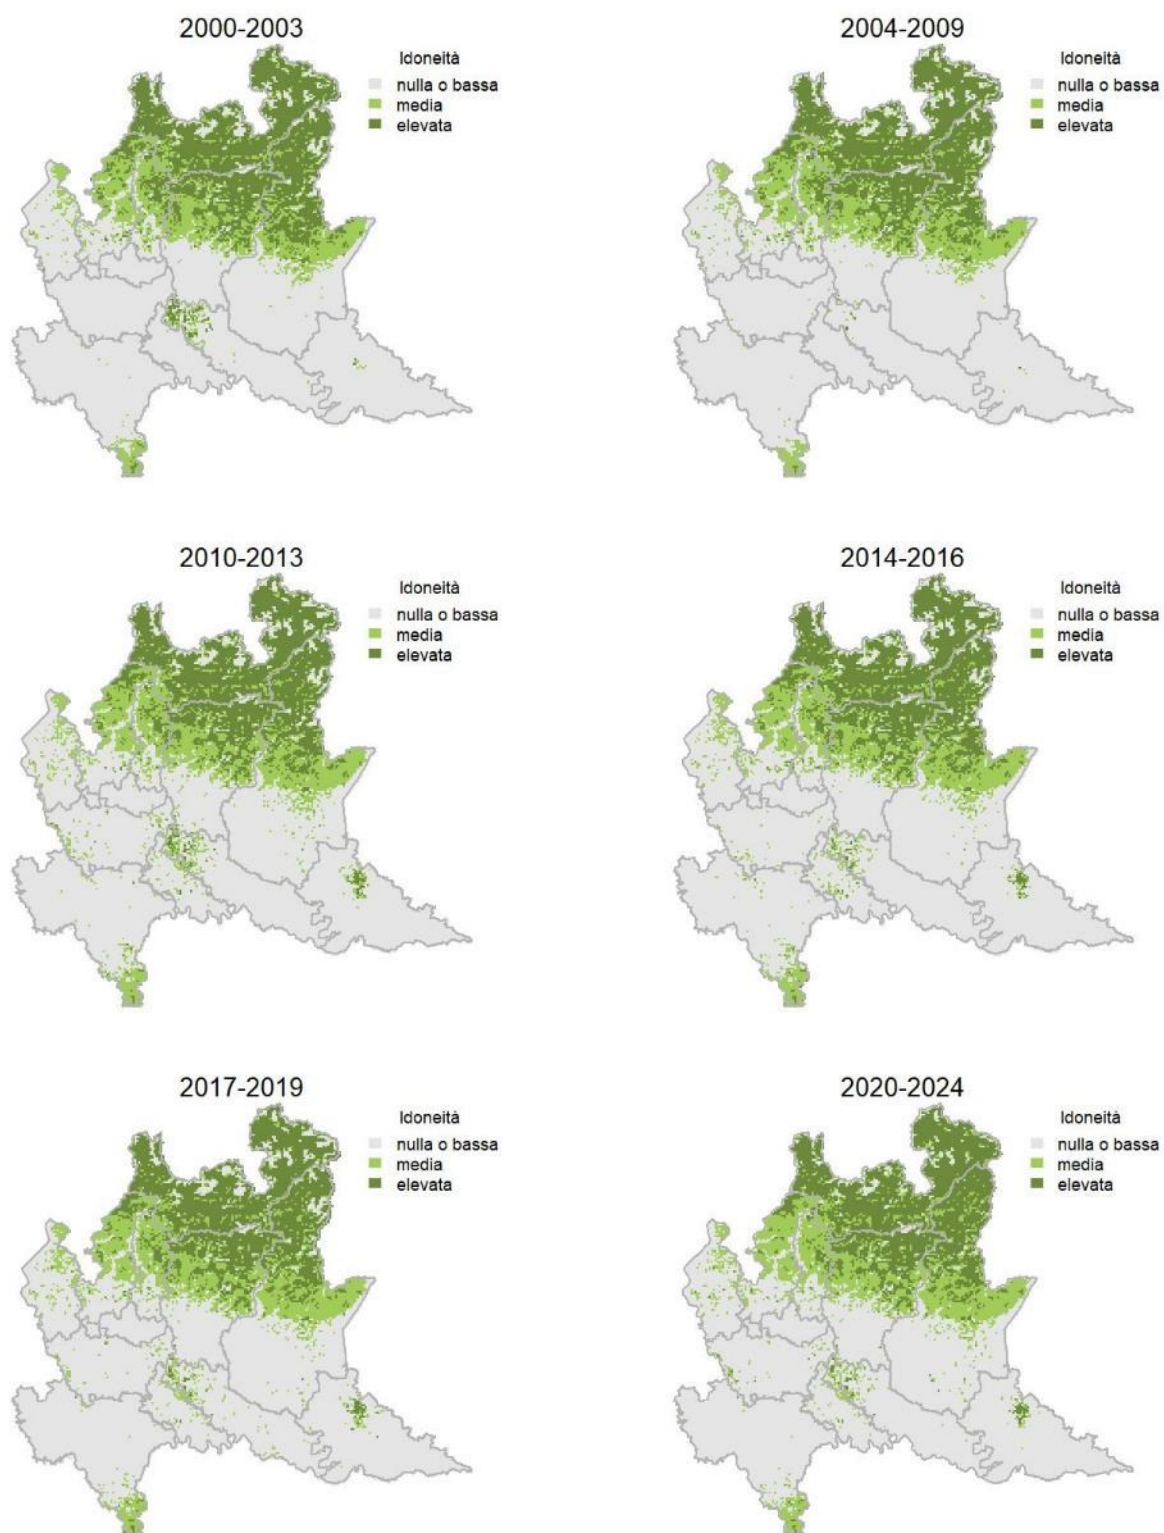 2000-2003
Idoneità
nulla o bassa
media
elevata
2004-2009
Idoneità
nulla o bassa
media
elevata
2010-2013
Idoneità
nulla o bassa
media
elevata
2014-2016
Idoneità
nulla o bassa
media
elevata
2017-2019
Idoneità
nulla o bassa
media
elevata
2020-2024
Idoneità
nulla o bassa
media
elevata